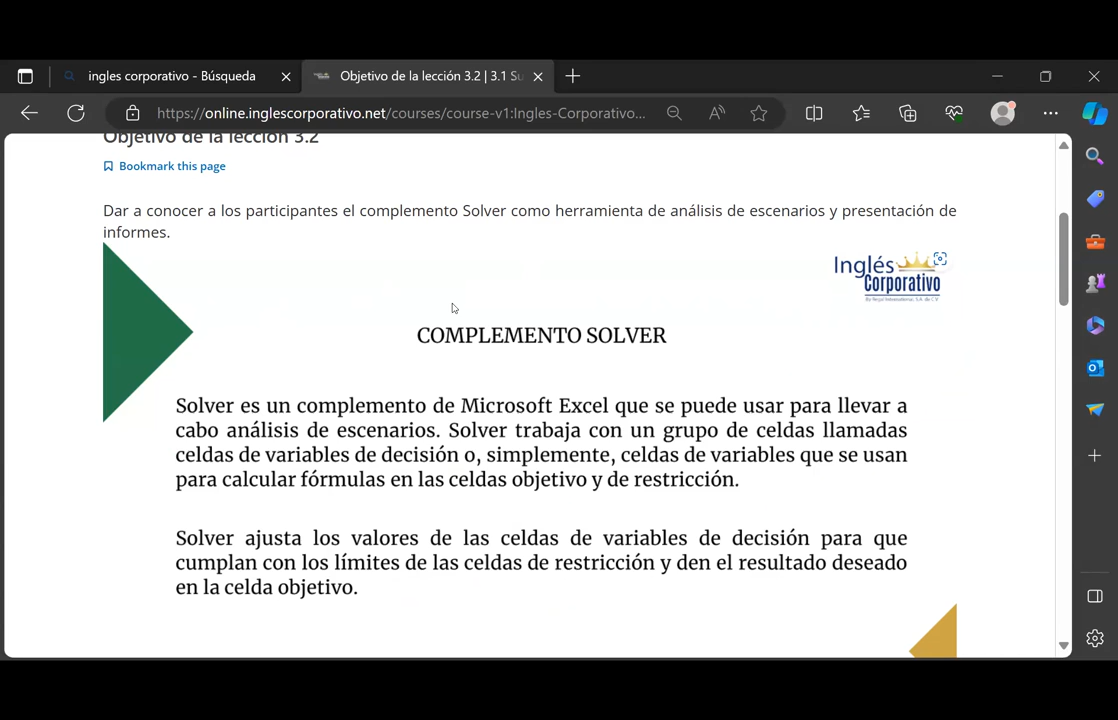 ingles corporativo - Búsqueda
Objetivo de la lección 3.2 | 3.1 Su
https://online.inglescorporativo.net/courses/course-v1:Ingles-Corporativo...
Objetivo de la lección 3.2
Bookmark this page
Dar a conocer a los participantes el complemento Solver como herramienta de análisis de escenarios y presentación de
informes.
Inglés
Corporativo
COMPLEMENTO SOLVER
Solver es un complemento de Microsoft Excel que se puede usar para llevar a
cabo análisis de escenarios. Solver trabaja con un grupo de celdas llamadas
celdas de variables de decisión o, simplemente, celdas de variables que se usan
para calcular fórmulas en las celdas objetivo y de restricción.
Solver ajusta los valores de las celdas de variables de decisión para que
cumplan con los límites de las celdas de restricción y den el resultado deseado
en la celda objetivo.